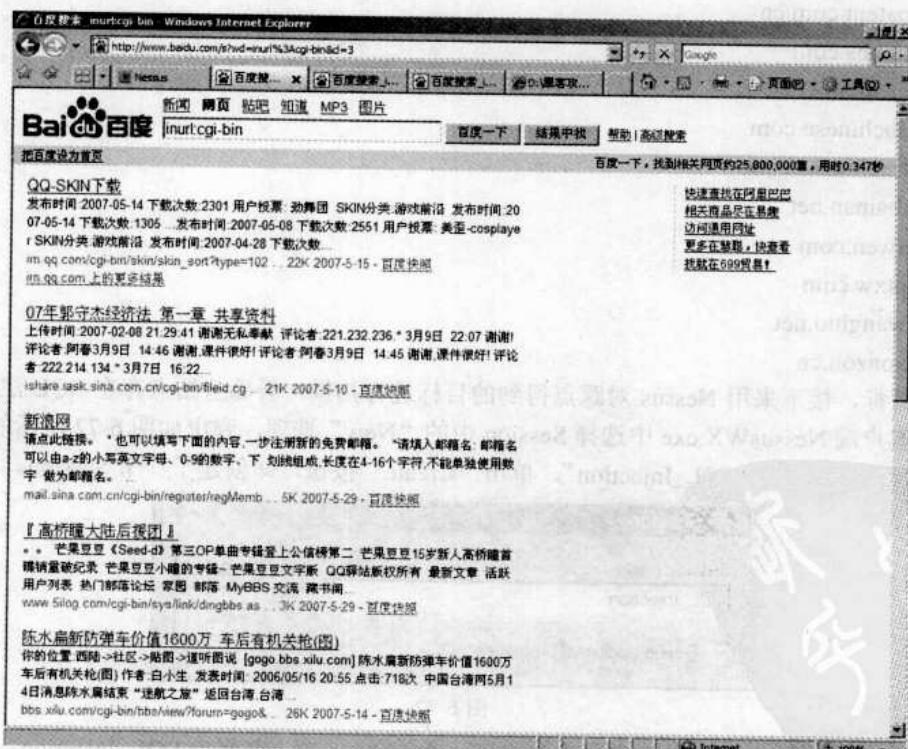 百度搜索_inurl:cgi-bin - Windows Internet Explorer
http://www.baidu.com/s?wd=inurl%3Acgi-bin&d=3
Google
Nessus 百度搜... 百度搜索_i... 百度搜索_i... D:\黑客攻... 页面(P) 工具(O)
新闻 网页 贴吧 知道 MP3 图片
Bai du 百度 inurl:cgi-bin 百度一下 结果中找 帮助 | 高级搜索
把百度设为首页 百度一下，找到相关网页约25,800,000篇，用时0.347秒
QQ-SKIN下载
发布时间:2007-05-14 下载次数:2301 用户投票: 劲舞团 SKIN分类:游戏前沿 发布时间:20
07-05-14 下载次数:1305 ...发布时间:2007-05-08 下载次数:2551 用户投票: 美歪-cosplaye
r SKIN分类:游戏前沿 发布时间:2007-04-28 下载次数...
im.qq.com/cgi-bin/skin/skin_sort?type=102... 22K 2007-5-15 - 百度快照
im.qq.com 上的更多结果
快速查找在阿里巴巴
相关商品尽在易趣
访问通用网址
更多在慧聪，快查看
找就在699贸易！
07年郭守杰经济法 第一章 共享资料
上传时间:2007-02-08 21:29:41 谢谢无私奉献 评论者:221.232.236.* 3月9日 22:07 谢谢!
评论者:阿春3月9日 14:46 谢谢,课件很好! 评论者:阿春3月9日 14:45 谢谢,课件很好! 评论
者:222.214.134.* 3月7日 16:22...
ishare.iask.sina.com.cn/cgi-bin/fileid.cg... 21K 2007-5-10 - 百度快照
新浪网
请点此链接。 * 也可以填写下面的内容,一步注册新的免费邮箱。 *请填入邮箱名: 邮箱名
可以由a-z的小写英文字母、0-9的数字、下 划线组成,长度在4-16个字符,不能单独使用数
字 做为邮箱名。
mail.sina.com.cn/cgi-bin/register/regMemb... 5K 2007-5-29 - 百度快照
『高桥瞳大陆后援团』
。。 芒果豆豆《Seed-d》第三OP单曲专辑登上公信榜第二 芒果豆豆15岁新人高桥瞳首
碟销量破纪录 芒果豆豆小瞳的专辑~ 芒果豆豆文字版 QQ驿站版权所有 最新文章 活跃
用户列表 热门部落论坛 家园 部落 MyBBS 交流 藏书阁...
www.5ilog.com/cgi-bin/sys/link/dingbbs.as... 3K 2007-5-29 - 百度快照
陈水扁新防弹车价值1600万 车后有机关枪(图)
你的位置:西陆->社区->贴图->道听图说 [gogo.bbs.xilu.com] 陈水扁新防弹车价值1600万
车后有机关枪(图) 作者:白小生 发表时间: 2006/05/16 20:55 点击:718次 中国台湾网5月1
4日消息陈水扁结束“迷航之旅”返回台湾.台湾...
bbs.xilu.com/cgi-bin/bbs/view?forum=gogo&... 26K 2007-5-14 - 百度快照
Internet 100%